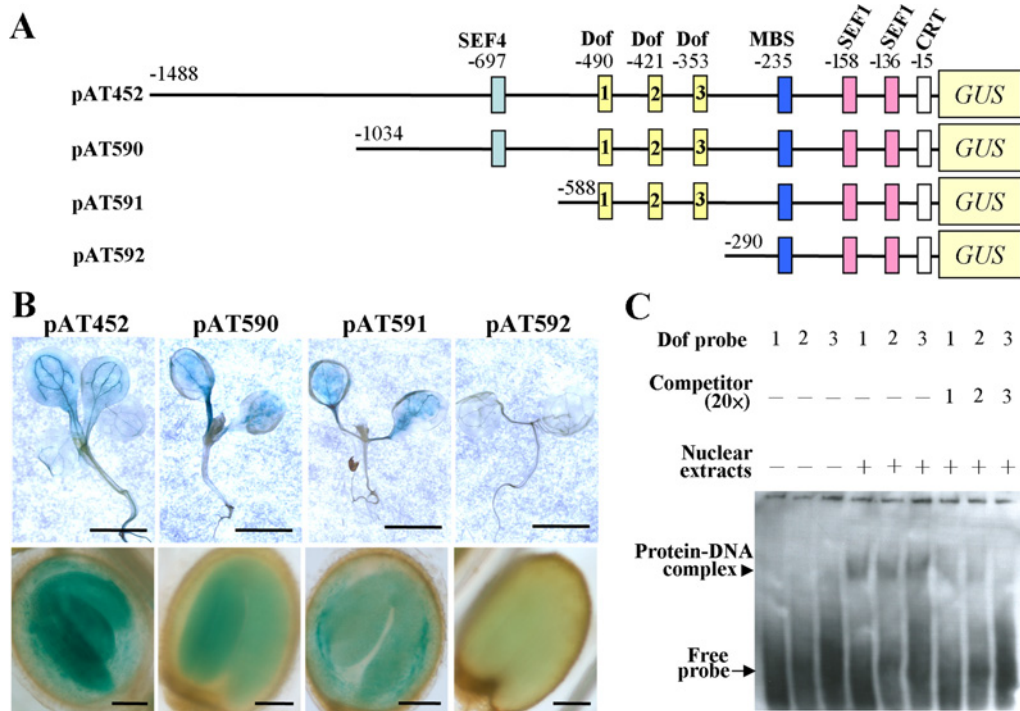 A
SEF4 Dof Dof Dof MBS SEF1 SEF1 CRT
-697 -490 -421 -353 -235 -158 -136 -15
-1488
pAT452 1 2 3 GUS
-1034
pAT590 1 2 3 GUS
-588
pAT591 1 2 3 GUS
-290
pAT592 GUS
B
pAT452 pAT590 pAT591 pAT592
C
Dof probe 1 2 3 1 2 3 1 2 3
Competitor
(20×) — — — — — — 1 2 3
Nuclear
extracts — — — + + + + + +
Protein-DNA
complex
Free
probe